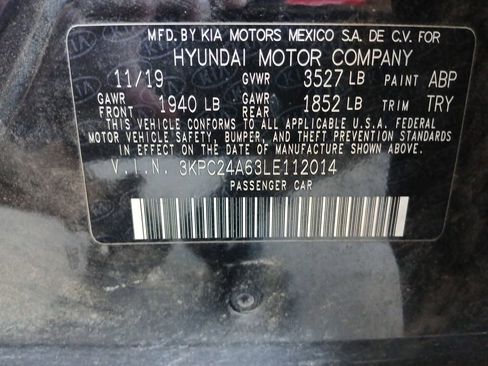 MFD. BY KIA MOTORS MEXICO S.A. DE C.V. FOR
HYUNDAI MOTOR COMPANY
11/19 GVWR 3527 LB PAINT ABP
GAWR 1940 LB GAWR 1852 LB TRIM TRY
THIS VEHICLE CONFORMS TO ALL APPLICABLE U.S.A. FEDERAL
MOTOR VEHICLE SAFETY, BUMPER, AND THEFT PREVENTION STANDARDS
IN EFFECT ON THE DATE OF MANUFACTURE SHOWN ABOVE.
V.I.N. 3KPC24A63LE112014
PASSENGER CAR